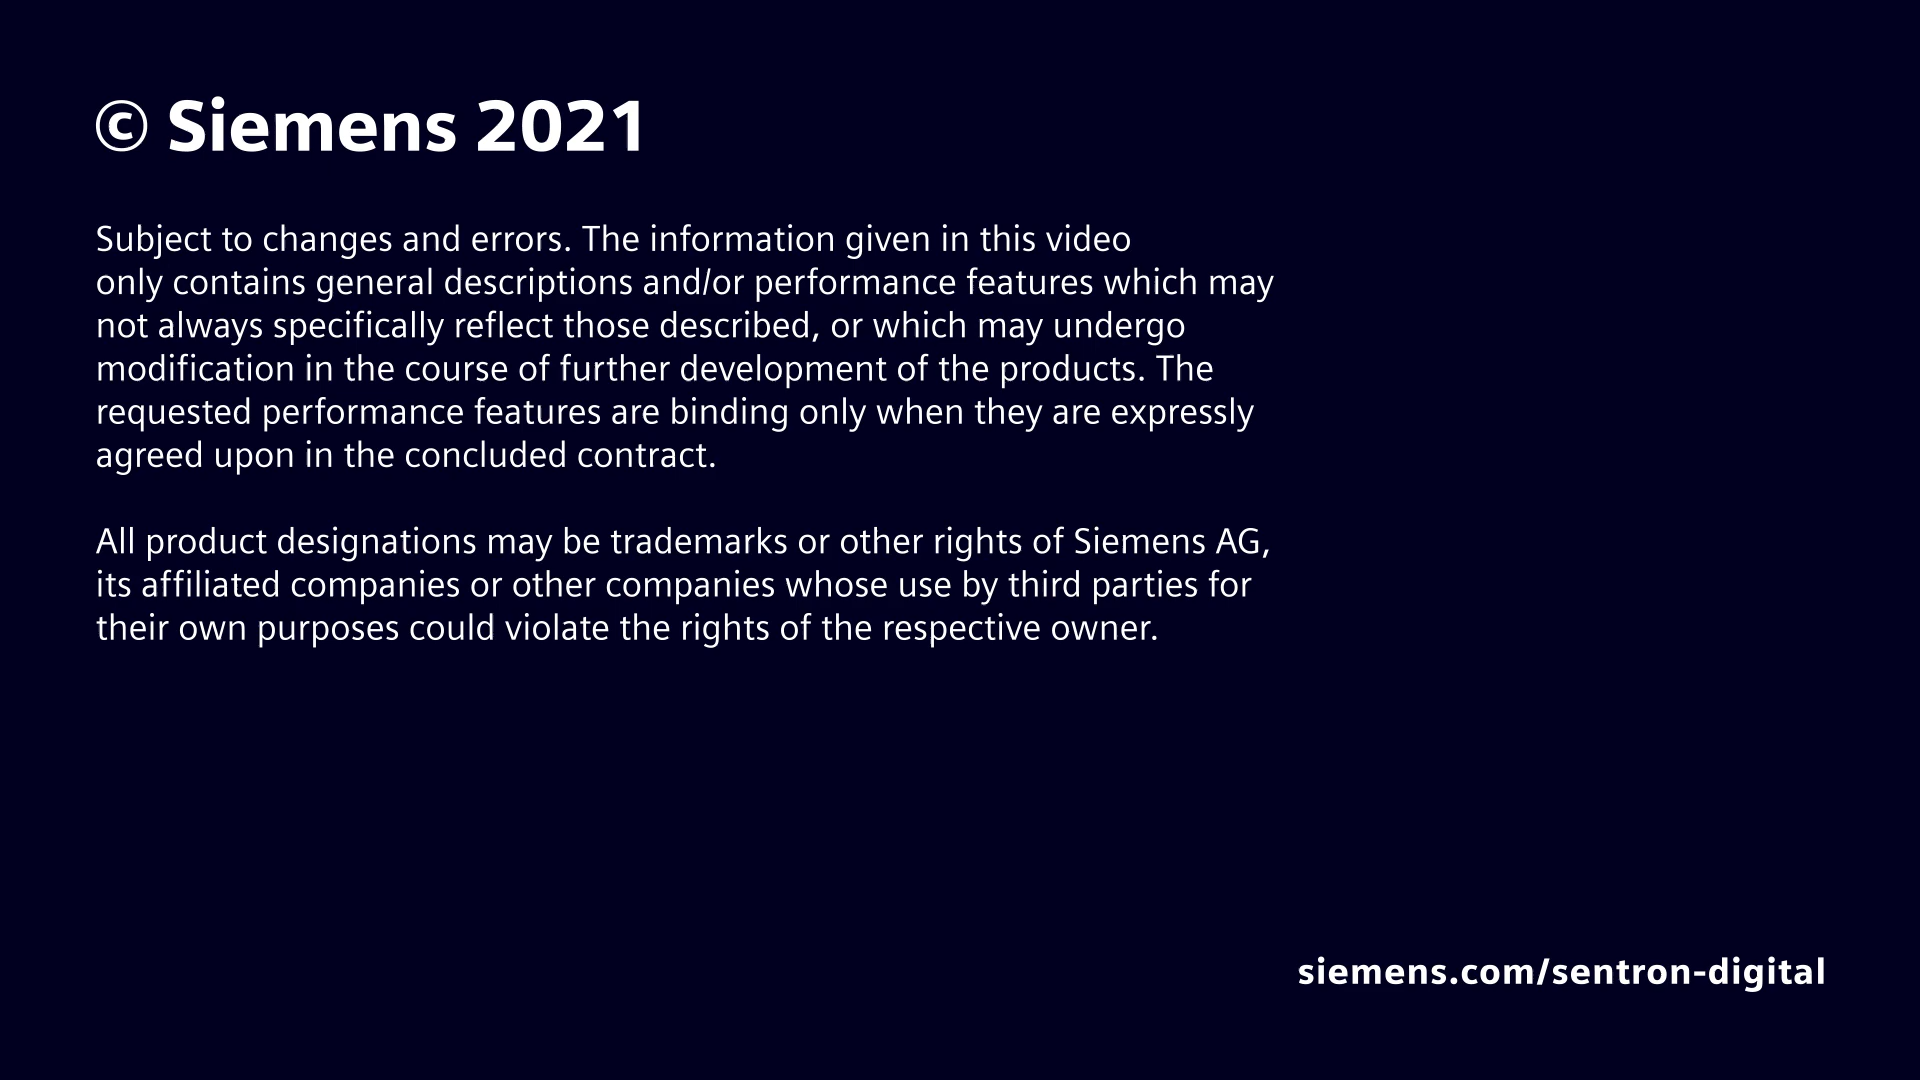 © Siemens 2021
Subject to changes and errors. The information given in this video
only contains general descriptions and/or performance features which may
not always specifically reflect those described, or which may undergo
modification in the course of further development of the products. The
requested performance features are binding only when they are expressly
agreed upon in the concluded contract.
All product designations may be trademarks or other rights of Siemens AG,
its affiliated companies or other companies whose use by third parties for
their own purposes could violate the rights of the respective owner.
siemens.com/sentron-digital